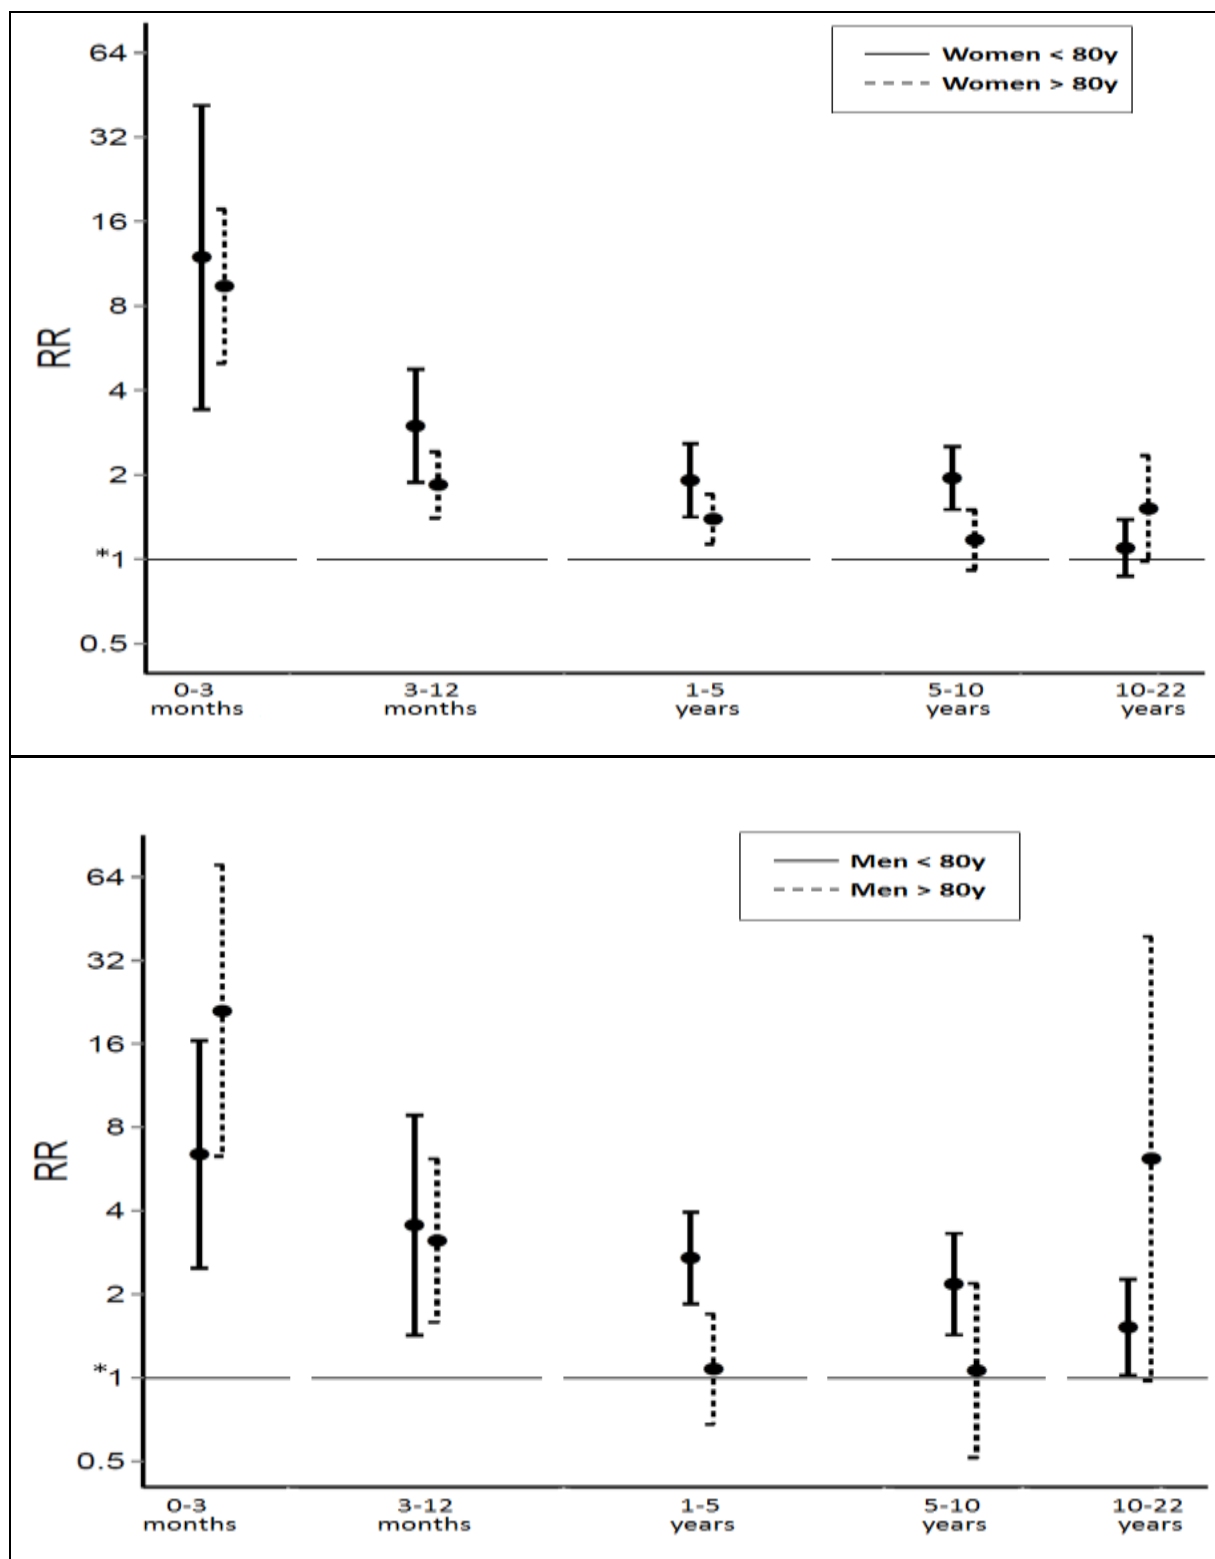 Women < 80y
Women > 80y
64
32
16
8
4
2
*1
0.5
RR
0-3 months
3-12 months
1-5 years
5-10 years
10-22 years
Men < 80y
Men > 80y
64
32
16
8
4
2
*1
0.5
RR
0-3 months
3-12 months
1-5 years
5-10 years
10-22 years